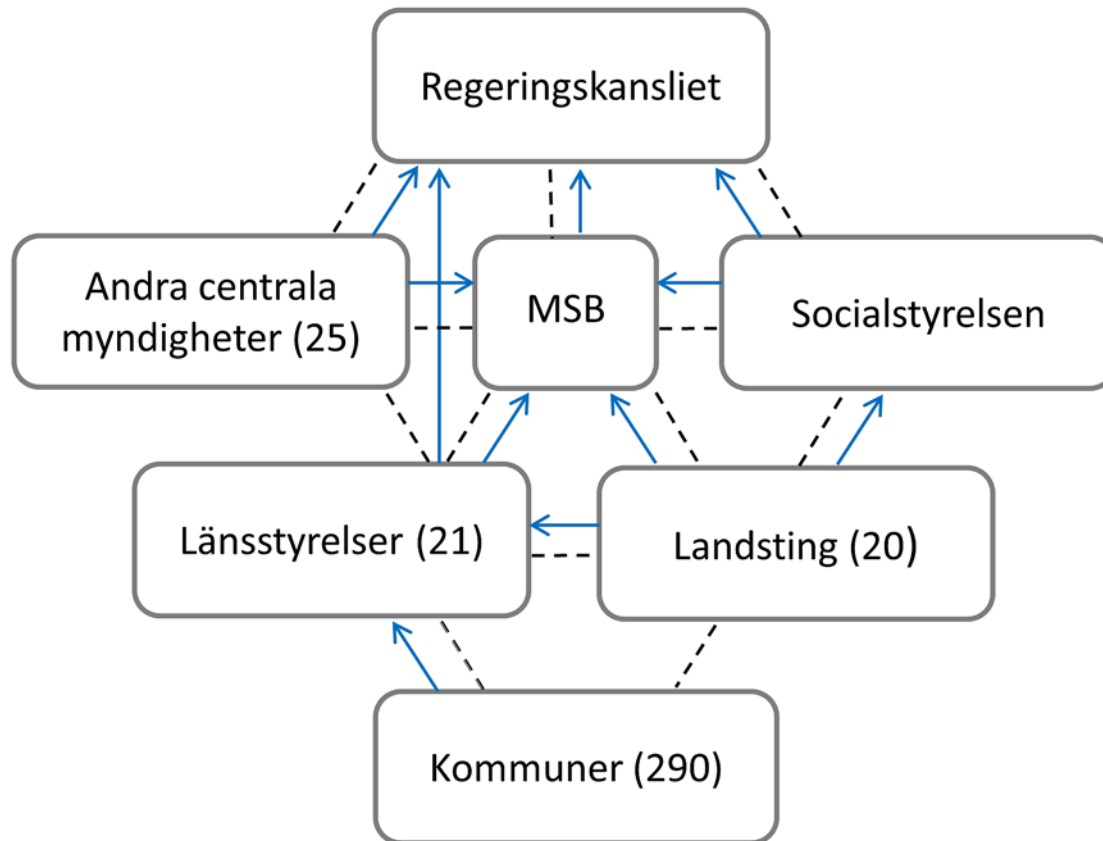 Regeringskansliet
Andra centrala
myndigheter (25)
MSB
Socialstyrelsen
Länsstyrelser (21)
Landsting (20)
Kommuner (290)